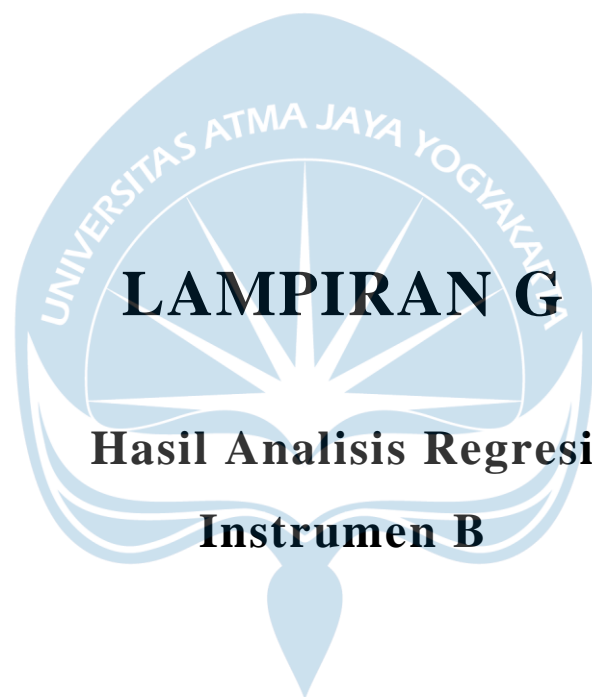 UNIVERSITAS ATMA JAYA YOGYAKARTA
LAMPIRAN G
Hasil Analisis Regresi
Instrumen B